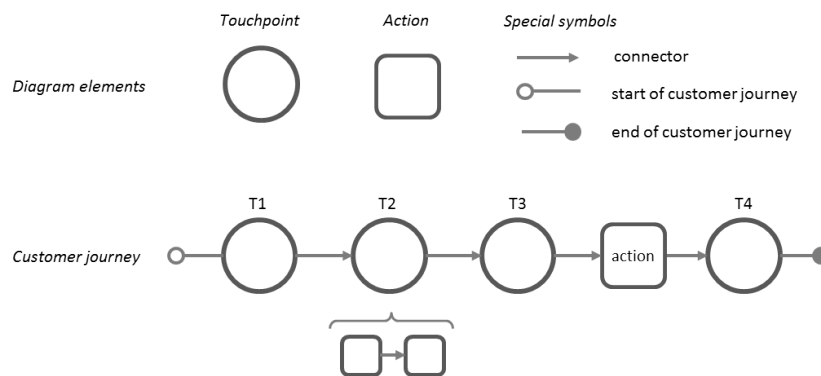 Touchpoint Action Special symbols
Diagram elements
connector
start of customer journey
end of customer journey
T1 T2 T3 T4
Customer journey
action